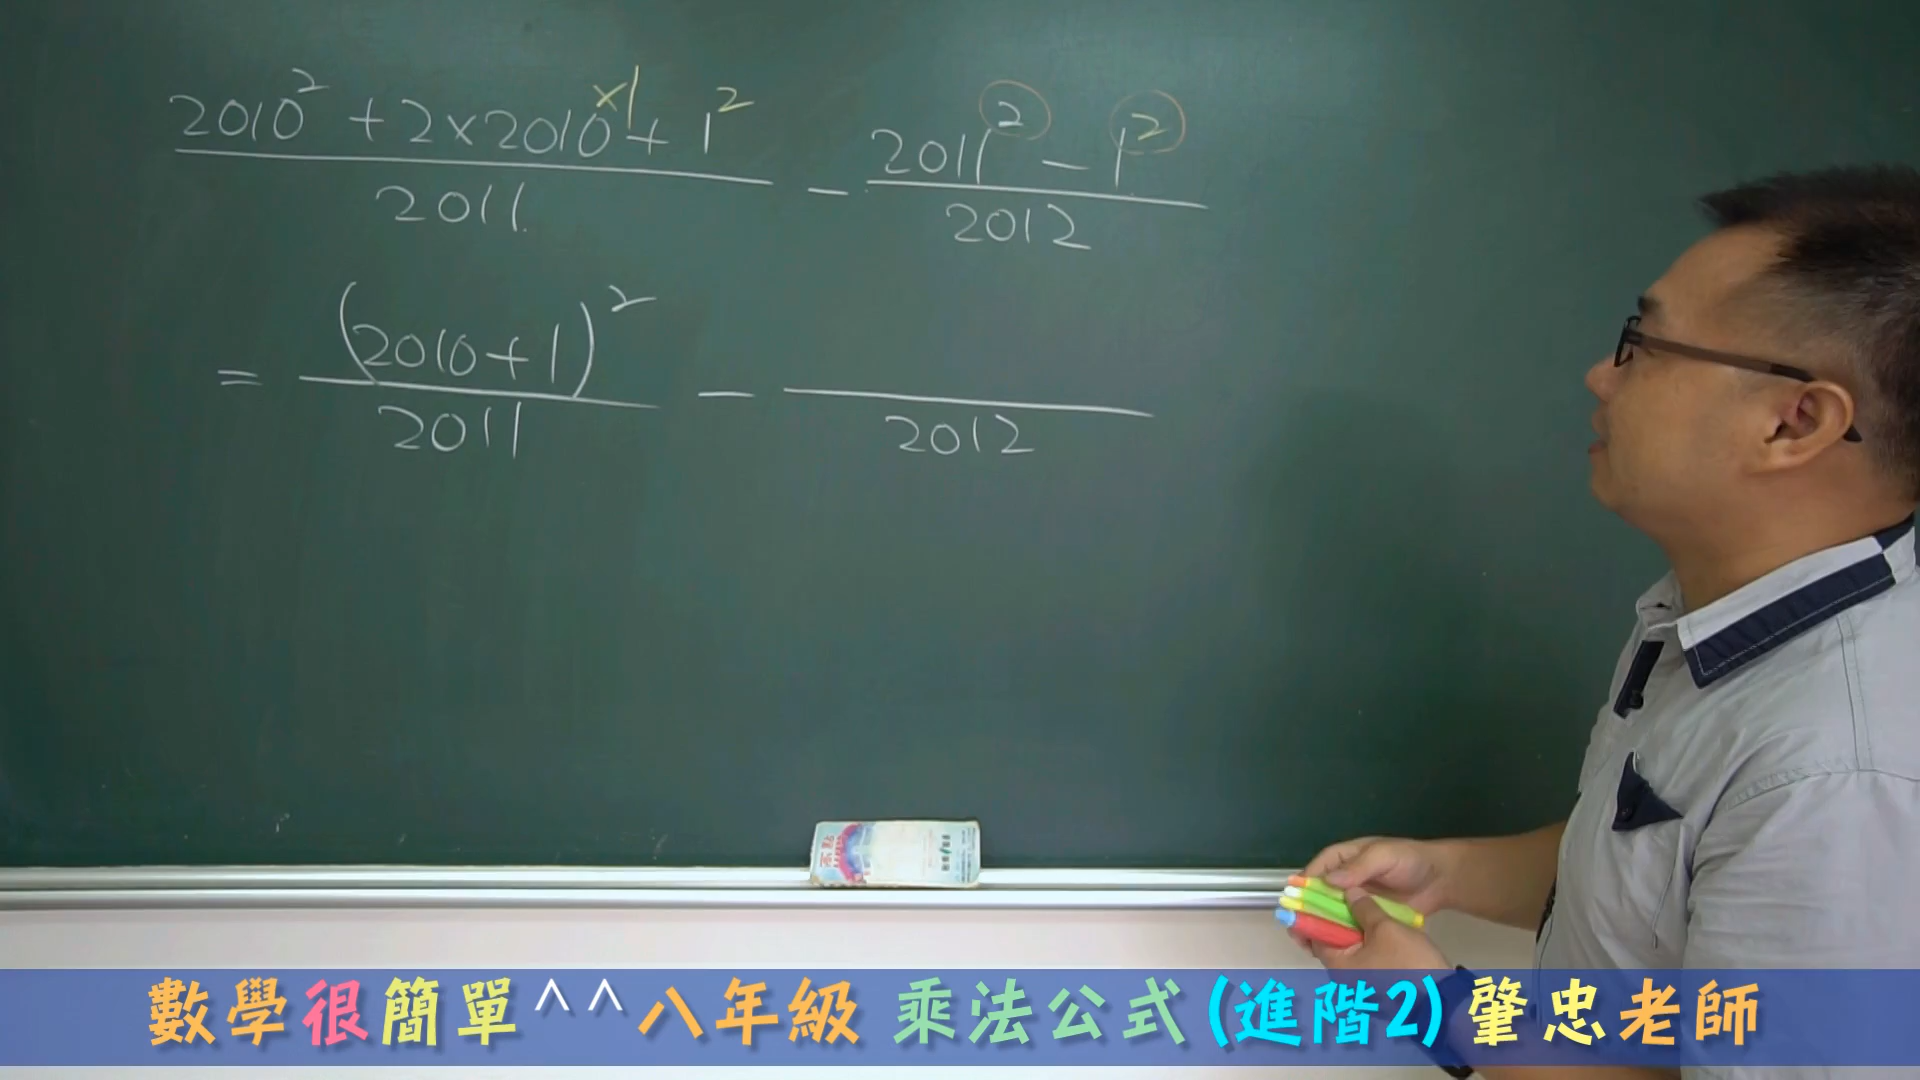 2010² + 2×2010×1 + 1²
2011
− 
2011² − 1²
2012
= (2010+1)²
2011
−
2012
數學很簡單^^八年級 乘法公式(進階2) 肇忠老師